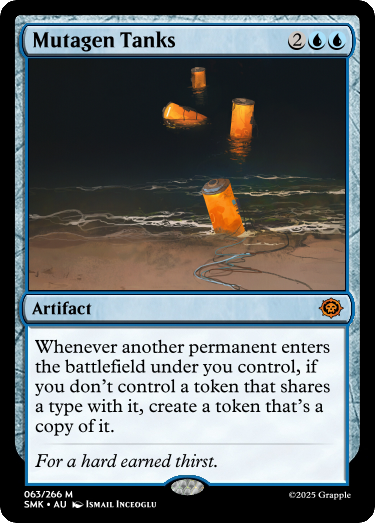 Mutagen Tanks 2
Artifact
Whenever another permanent enters
the battlefield under you control, if
you don't control a token that shares
a type with it, create a token that's a
copy of it.
For a hard earned thirst.
063/266 M
SMK • AU Ismail Inceoglu
©2025 Grapple